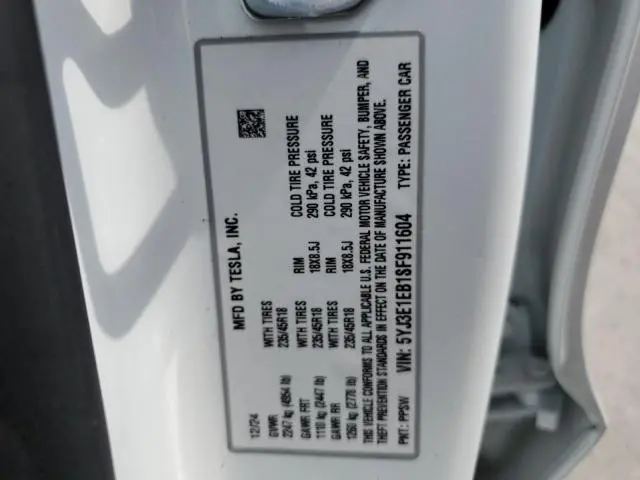 MFD BY TESLA, INC.
12/24
GVWR WITH TIRES RIM COLD TIRE PRESSURE
2247 kg (4954 lb) 235/45R18 18X8.5J 290 kPa, 42 psi
GAWR FRT WITH TIRES RIM COLD TIRE PRESSURE
1110 kg (2447 lb) 235/45R18 18X8.5J 290 kPa, 42 psi
GAWR RR
1260 kg (2778 lb)
THIS VEHICLE CONFORMS TO ALL APPLICABLE U.S. FEDERAL MOTOR VEHICLE SAFETY, BUMPER, AND
THEFT PREVENTION STANDARDS IN EFFECT ON THE DATE OF MANUFACTURE SHOWN ABOVE.
VIN: 5YJ3E1EB1SF911604 TYPE: PASSENGER CAR
PNT: PPSW